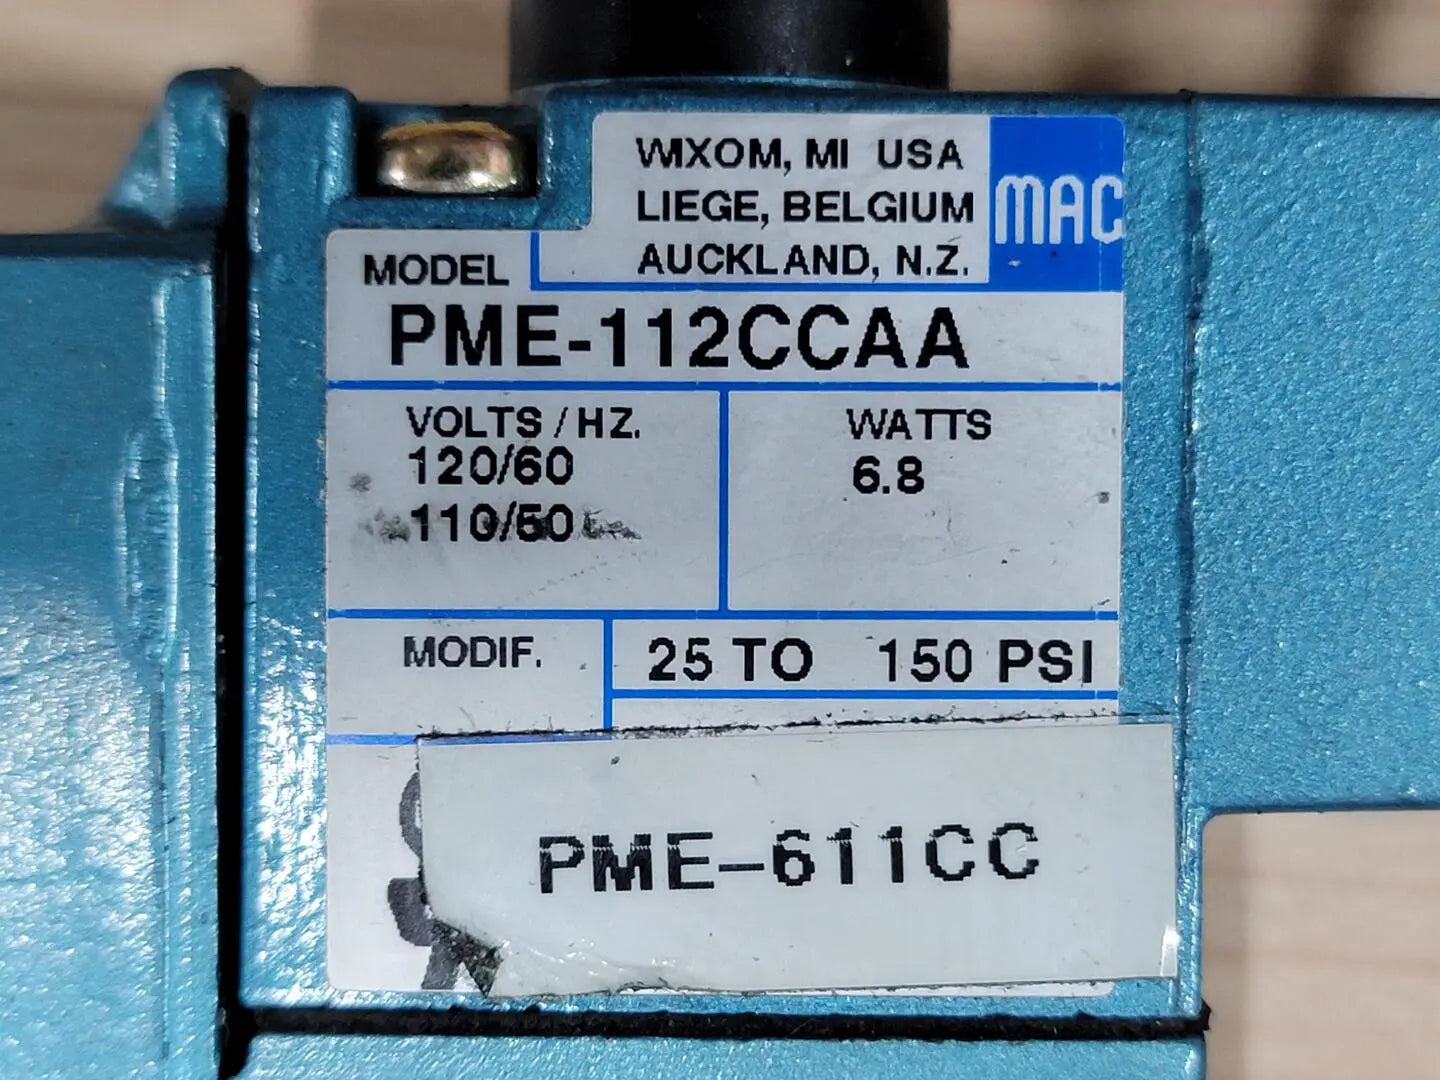 WIXOM, MI USA
LIEGE, BELGIUM
AUCKLAND, N.Z.
MAC
MODEL
PME-112CCAA
VOLTS / HZ.
120/60
110/50
WATTS
6.8
MODIF.
25 TO 150 PSI
PME-611CC